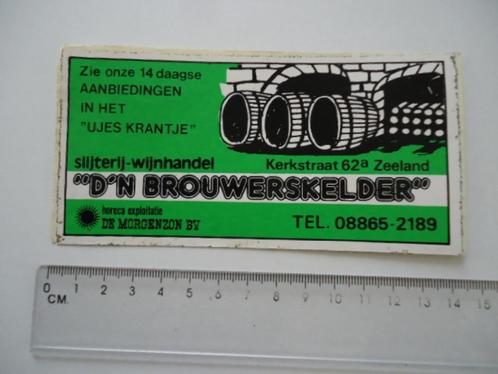 Zie onze 14 daagse
AANBIEDINGEN
IN HET
"UJES KRANTJE"
slijterij-wijnhandel
Kerkstraat 62a Zeeland
"D'N BROUWERSKELDER"
horeca exploitatie
DE MORGENZON BV
TEL. 08865-2189
0 1 2 3 4 5 6 7 8 9 10 11 12 13 14 15
CM.